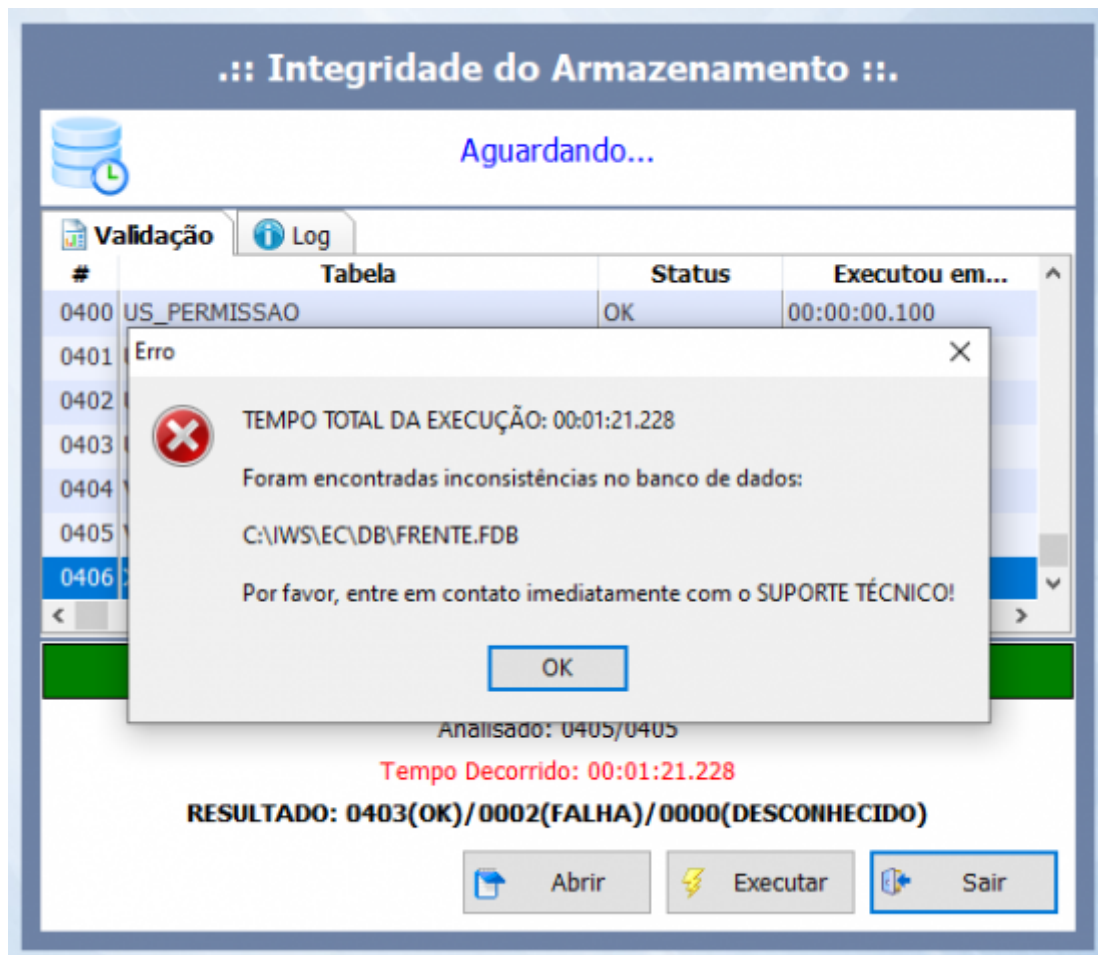 .:: Integridade do Armazenamento ::.
Aguardando...
Validação Log
# Tabela Status Executou em...
0400 US_PERMISSAO OK 00:00:00.100
0401
Erro
0402
TEMPO TOTAL DA EXECUÇÃO: 00:01:21.228
0403
Foram encontradas inconsistências no banco de dados:
0404
0405
C:\IWS\EC\DB\FRENTE.FDB
0406
Por favor, entre em contato imediatamente com o SUPORTE TÉCNICO!
OK
Analisado: 0405/0405
Tempo Decorrido: 00:01:21.228
RESULTADO: 0403(OK)/0002(FALHA)/0000(DESCONHECIDO)
Abrir Executar Sair